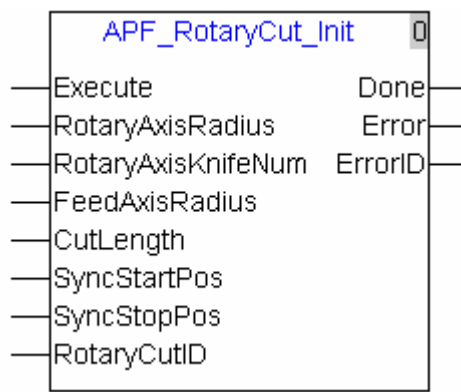 APF_RotaryCut_Init 0
Execute Done
RotaryAxisRadius Error
RotaryAxisKnifeNum ErrorID
FeedAxisRadius
CutLength
SyncStartPos
SyncStopPos
RotaryCutID